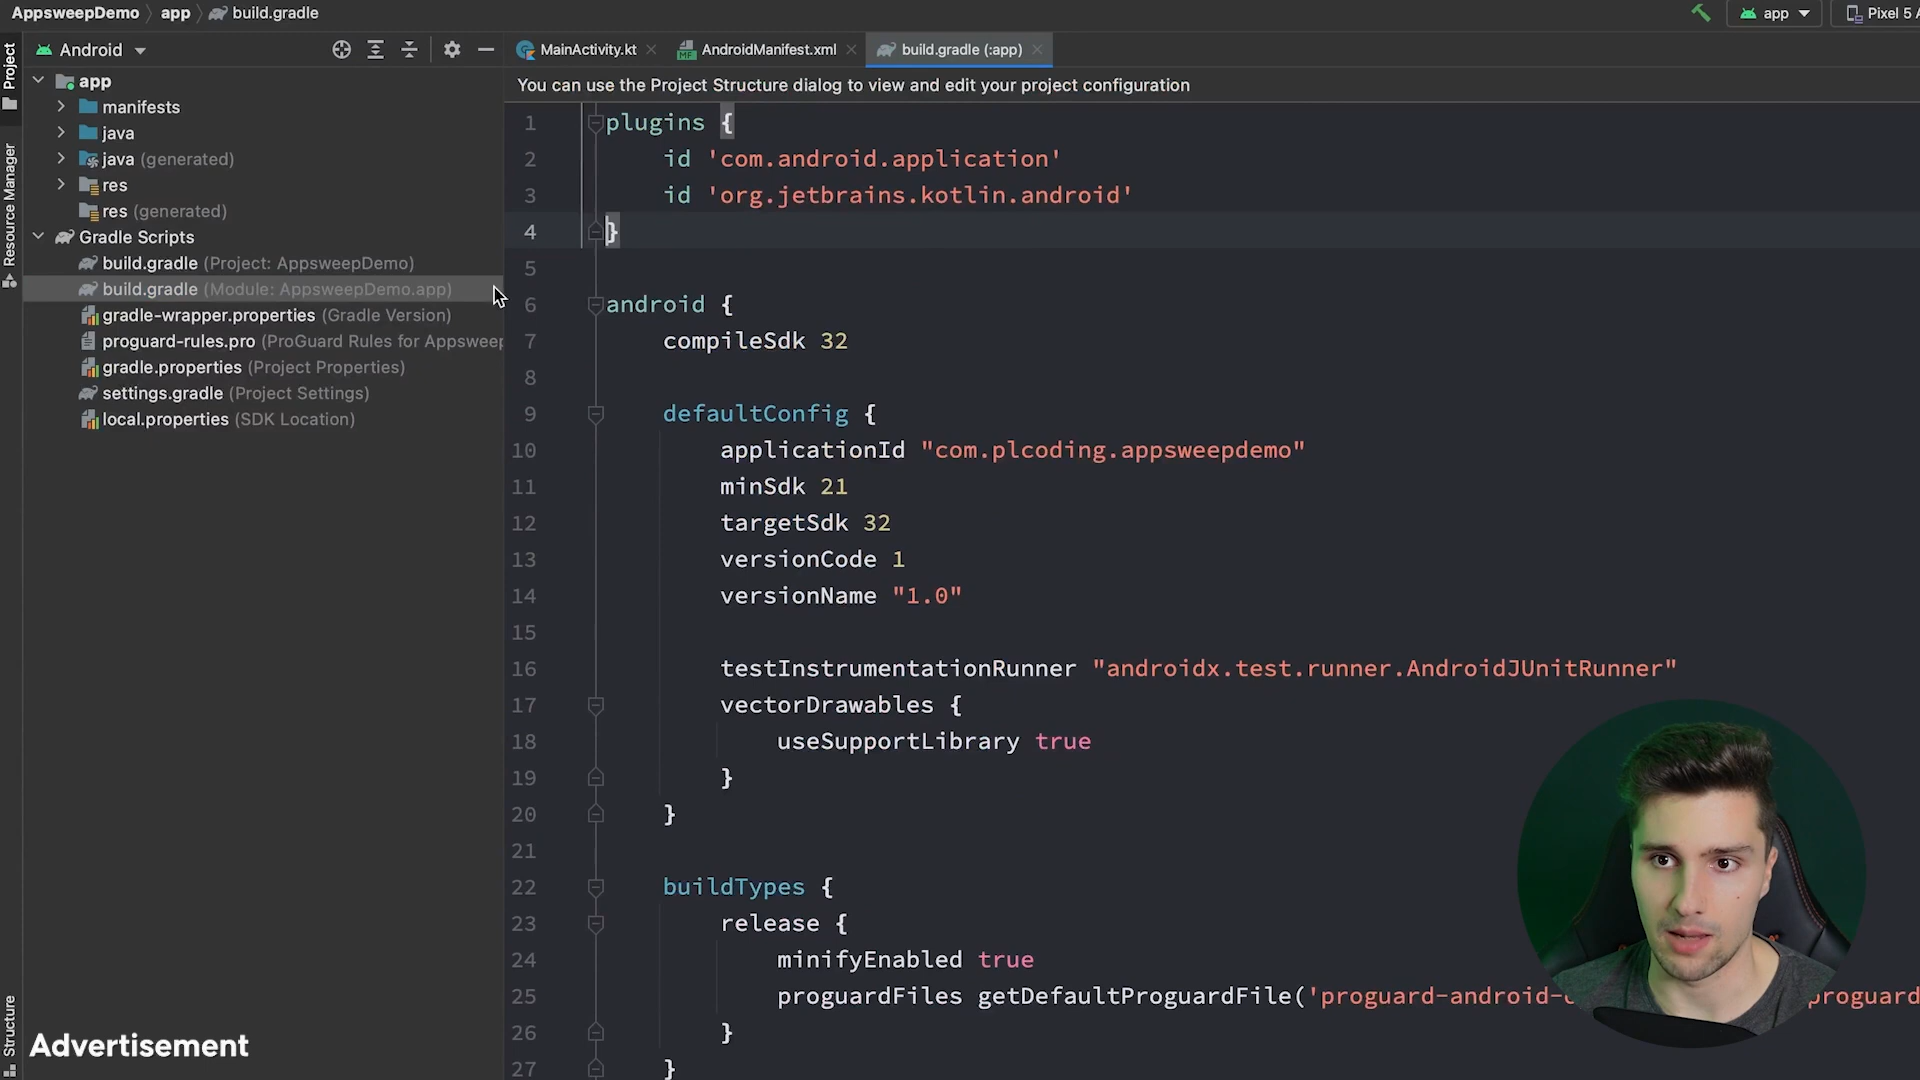 AppsweepDemo app build.gradle
app Pixel 5 A
Project
Resource Manager
Structure
Android
app
manifests
java
java (generated)
res
res (generated)
Gradle Scripts
build.gradle (Project: AppsweepDemo)
build.gradle (Module: AppsweepDemo.app)
gradle-wrapper.properties (Gradle Version)
proguard-rules.pro (ProGuard Rules for Appsweep
gradle.properties (Project Properties)
settings.gradle (Project Settings)
local.properties (SDK Location)
MainActivity.kt AndroidManifest.xml build.gradle (:app)
You can use the Project Structure dialog to view and edit your project configuration
1 plugins {
2 id 'com.android.application'
3 id 'org.jetbrains.kotlin.android'
4 }
5
6 android {
7 compileSdk 32
8
9 defaultConfig {
10 applicationId "com.plcoding.appsweepdemo"
11 minSdk 21
12 targetSdk 32
13 versionCode 1
14 versionName "1.0"
15
16 testInstrumentationRunner "androidx.test.runner.AndroidJUnitRunner"
17 vectorDrawables {
18 useSupportLibrary true
19 }
20 }
21
22 buildTypes {
23 release {
24 minifyEnabled true
25 proguardFiles getDefaultProguardFile('proguard-android- proguard
26 }
27 }
Advertisement